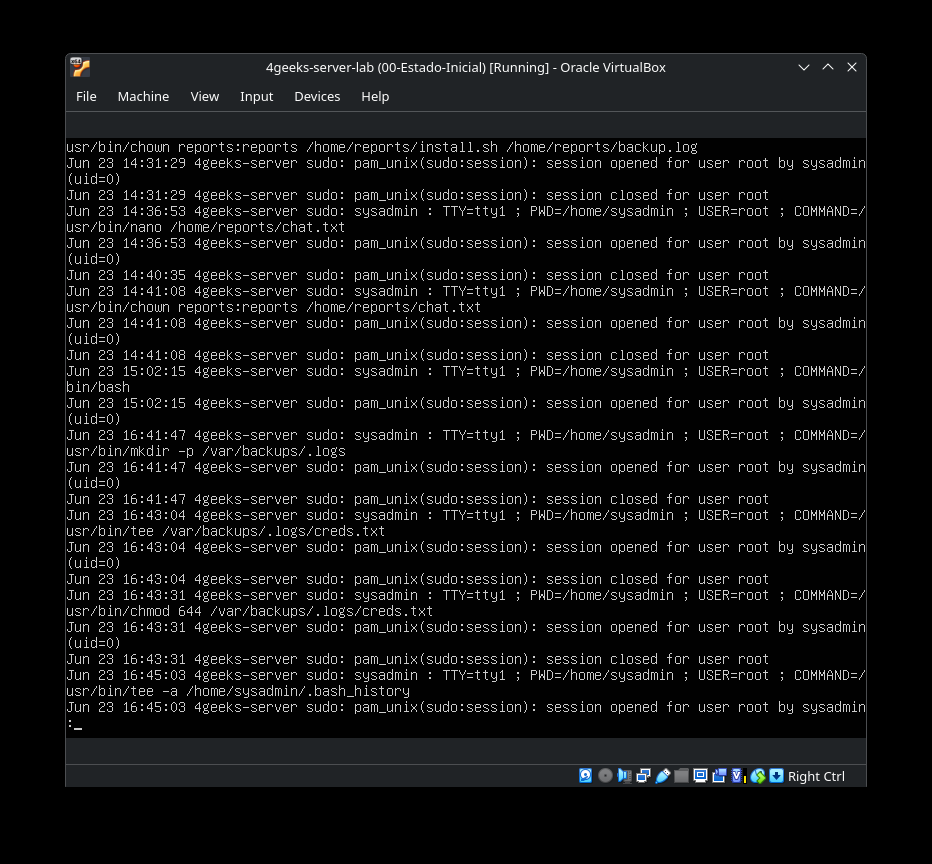 4geeks-server-lab (00-Estado-Inicial) [Running] - Oracle VirtualBox
File Machine View Input Devices Help
usr/bin/chown reports:reports /home/reports/install.sh /home/reports/backup.log
Jun 23 14:31:29 4geeks-server sudo: pam_unix(sudo:session): session opened for user root by sysadmin
(uid=0)
Jun 23 14:31:29 4geeks-server sudo: pam_unix(sudo:session): session closed for user root
Jun 23 14:36:53 4geeks-server sudo: sysadmin : TTY=tty1 ; PWD=/home/sysadmin ; USER=root ; COMMAND=/
usr/bin/nano /home/reports/chat.txt
Jun 23 14:36:53 4geeks-server sudo: pam_unix(sudo:session): session opened for user root by sysadmin
(uid=0)
Jun 23 14:40:35 4geeks-server sudo: pam_unix(sudo:session): session closed for user root
Jun 23 14:41:08 4geeks-server sudo: sysadmin : TTY=tty1 ; PWD=/home/sysadmin ; USER=root ; COMMAND=/
usr/bin/chown reports:reports /home/reports/chat.txt
Jun 23 14:41:08 4geeks-server sudo: pam_unix(sudo:session): session opened for user root by sysadmin
(uid=0)
Jun 23 14:41:08 4geeks-server sudo: pam_unix(sudo:session): session closed for user root
Jun 23 15:02:15 4geeks-server sudo: sysadmin : TTY=tty1 ; PWD=/home/sysadmin ; USER=root ; COMMAND=/
bin/bash
Jun 23 15:02:15 4geeks-server sudo: pam_unix(sudo:session): session opened for user root by sysadmin
(uid=0)
Jun 23 16:41:47 4geeks-server sudo: sysadmin : TTY=tty1 ; PWD=/home/sysadmin ; USER=root ; COMMAND=/
usr/bin/mkdir -p /var/backups/.logs
Jun 23 16:41:47 4geeks-server sudo: pam_unix(sudo:session): session opened for user root by sysadmin
(uid=0)
Jun 23 16:41:47 4geeks-server sudo: pam_unix(sudo:session): session closed for user root
Jun 23 16:43:04 4geeks-server sudo: sysadmin : TTY=tty1 ; PWD=/home/sysadmin ; USER=root ; COMMAND=/
usr/bin/tee /var/backups/.logs/creds.txt
Jun 23 16:43:04 4geeks-server sudo: pam_unix(sudo:session): session opened for user root by sysadmin
(uid=0)
Jun 23 16:43:04 4geeks-server sudo: pam_unix(sudo:session): session closed for user root
Jun 23 16:43:31 4geeks-server sudo: sysadmin : TTY=tty1 ; PWD=/home/sysadmin ; USER=root ; COMMAND=/
usr/bin/chmod 644 /var/backups/.logs/creds.txt
Jun 23 16:43:31 4geeks-server sudo: pam_unix(sudo:session): session opened for user root by sysadmin
(uid=0)
Jun 23 16:43:31 4geeks-server sudo: pam_unix(sudo:session): session closed for user root
Jun 23 16:45:03 4geeks-server sudo: sysadmin : TTY=tty1 ; PWD=/home/sysadmin ; USER=root ; COMMAND=/
usr/bin/tee -a /home/sysadmin/.bash_history
Jun 23 16:45:03 4geeks-server sudo: pam_unix(sudo:session): session opened for user root by sysadmin
:_
Right Ctrl